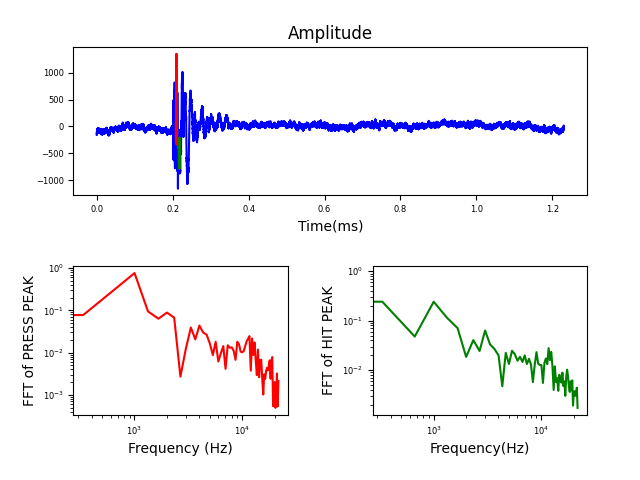 Amplitude
1000
500
0
−500
−1000
0.0 0.2 0.4 0.6 0.8 1.0 1.2
Time(ms)
FFT of PRESS PEAK
10⁰
10⁻¹
10⁻²
10⁻³
10³ 10⁴
Frequency (Hz)
FFT of HIT PEAK
10⁰
10⁻¹
10⁻²
10³ 10⁴
Frequency(Hz)